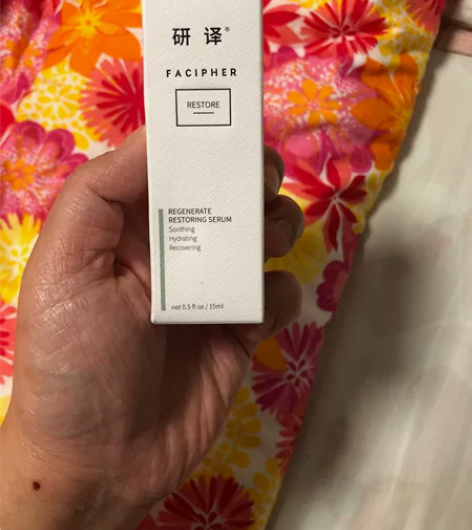 研 译®
FACIPHER
RESTORE
REGENERATE
RESTORING SERUM
Soothing
Hydrating
Recovering
net 0.5 fl oz / 15ml